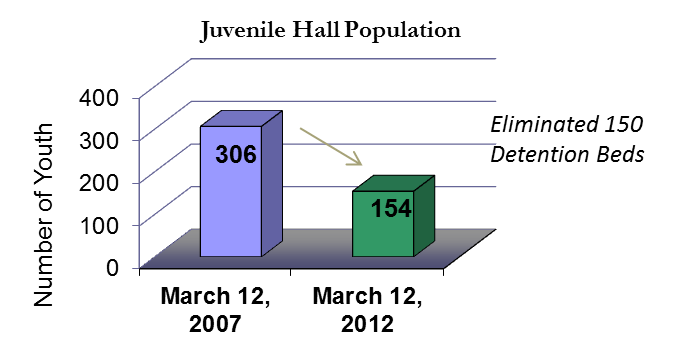 Juvenile Hall Population
Number of Youth
400
300
200
100
0
306
154
Eliminated 150
Detention Beds
March 12,
2007
March 12,
2012